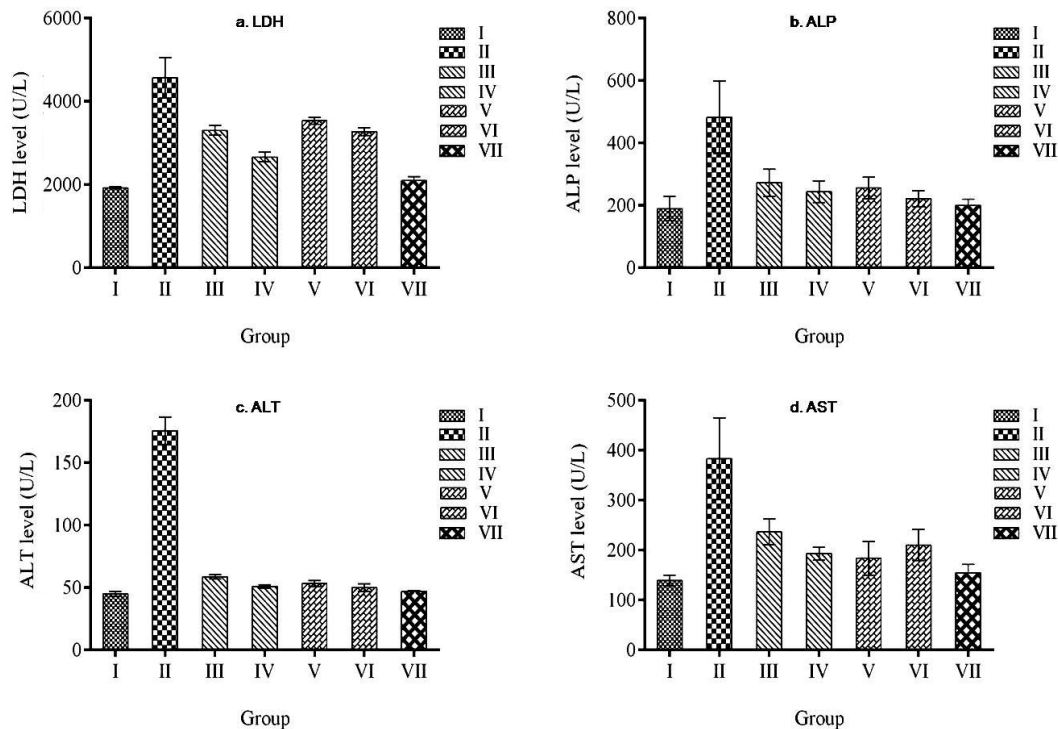 a. LDH
LDH level (U/L)
6000
4000
2000
0
I II III IV V VI VII
Group
I
II
III
IV
V
VI
VII
b. ALP
ALP level (U/L)
800
600
400
200
0
I II III IV V VI VII
Group
I
II
III
IV
V
VI
VII
c. ALT
ALT level (U/L)
200
150
100
50
0
I II III IV V VI VII
Group
I
II
III
IV
V
VI
VII
d. AST
AST level (U/L)
500
400
300
200
100
0
I II III IV V VI VII
Group
I
II
III
IV
V
VI
VII